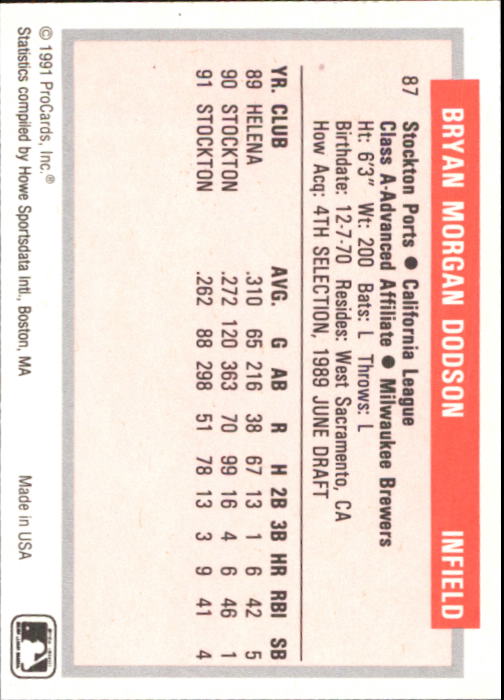 BRYAN MORGAN DODSON INFIELD
87 Stockton Ports ● California League
Class A-Advanced Affiliate ● Milwaukee Brewers
Ht: 6'3" Wt: 200 Bats: L Throws: L
Birthdate: 12-7-70 Resides: West Sacramento, CA
How Acq: 4TH SELECTION, 1989 JUNE DRAFT
YR. CLUB AVG. G AB R H 2B 3B HR RBI SB
89 HELENA .310 65 216 38 67 13 1 6 42 5
90 STOCKTON .272 120 363 70 99 16 4 6 46 1
91 STOCKTON .262 88 298 51 78 13 3 9 41 4
© 1991 ProCards, Inc.® Made in USA
Statistics compiled by Howe Sportsdata Intl., Boston, MA